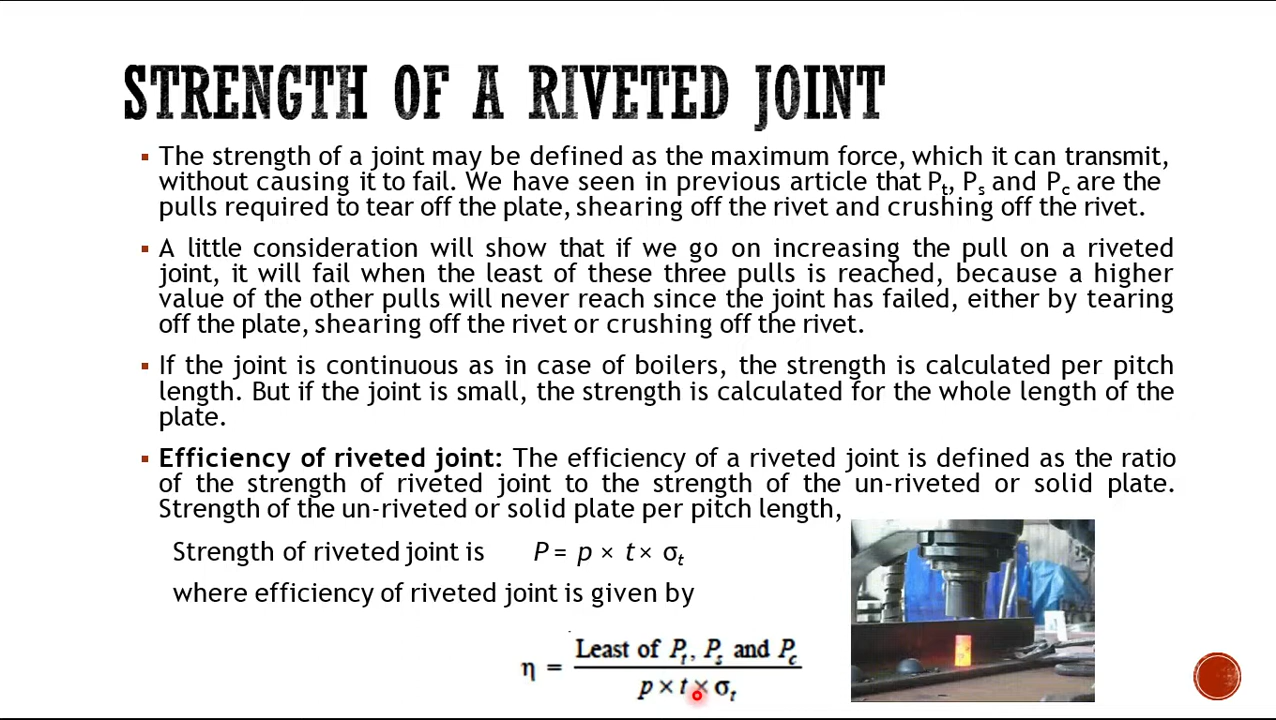 STRENGTH OF A RIVETED JOINT
▪ The strength of a joint may be defined as the maximum force, which it can transmit,
without causing it to fail. We have seen in previous article that Pt, Ps and Pc are the
pulls required to tear off the plate, shearing off the rivet and crushing off the rivet.
▪ A little consideration will show that if we go on increasing the pull on a riveted
joint, it will fail when the least of these three pulls is reached, because a higher
value of the other pulls will never reach since the joint has failed, either by tearing
off the plate, shearing off the rivet or crushing off the rivet.
▪ If the joint is continuous as in case of boilers, the strength is calculated per pitch
length. But if the joint is small, the strength is calculated for the whole length of the
plate.
▪ Efficiency of riveted joint: The efficiency of a riveted joint is defined as the ratio
of the strength of riveted joint to the strength of the un-riveted or solid plate.
Strength of the un-riveted or solid plate per pitch length,
Strength of riveted joint is P = p × t × σt
where efficiency of riveted joint is given by
Least of Pt, Ps and Pc
η =
p × t × σt